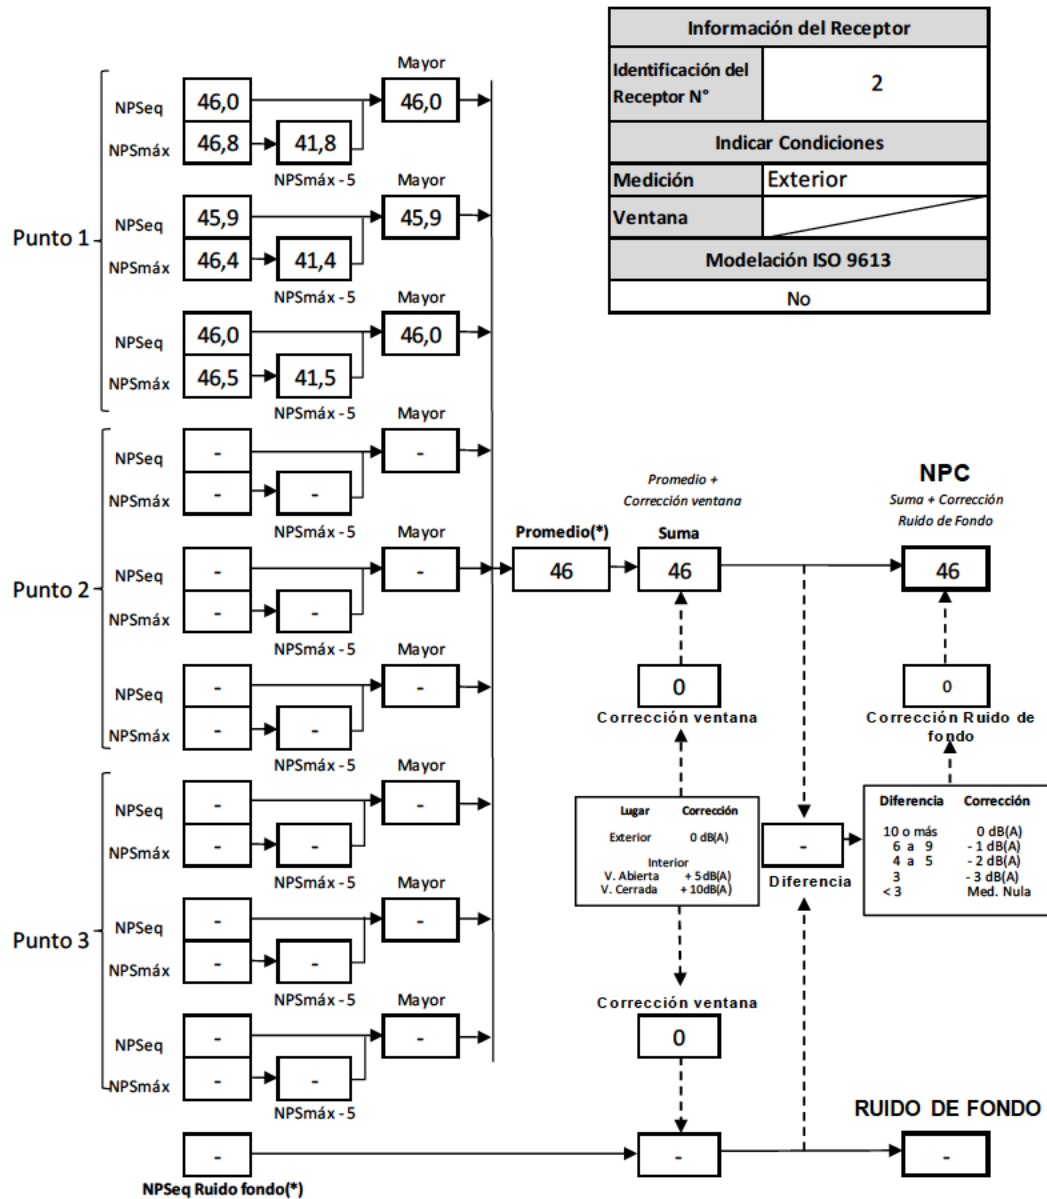 Información del Receptor
Identificación del Receptor N° 2
Indicar Condiciones
Medición Exterior
Ventana
Modelación ISO 9613
No
Punto 1
Mayor
NPSeq 46,0 46,0
NPSmáx 46,8 41,8
NPSmáx - 5
Mayor
NPSeq 45,9 45,9
NPSmáx 46,4 41,4
NPSmáx - 5
Mayor
NPSeq 46,0 46,0
NPSmáx 46,5 41,5
NPSmáx - 5
Punto 2
Mayor
NPSeq - -
NPSmáx - -
NPSmáx - 5
Mayor
NPSeq - -
NPSmáx - -
NPSmáx - 5
Mayor
NPSeq - -
NPSmáx - -
NPSmáx - 5
Punto 3
Mayor
NPSeq - -
NPSmáx - -
NPSmáx - 5
Mayor
NPSeq - -
NPSmáx - -
NPSmáx - 5
Mayor
NPSeq - -
NPSmáx - -
NPSmáx - 5
Promedio(*)
46
Promedio +
Corrección ventana
Suma
46
0
Corrección ventana
Lugar Corrección
Exterior 0 dB(A)
Interior
V. Abierta + 5dB(A)
V. Cerrada + 10dB(A)
Corrección ventana
0
NPC
Suma + Corrección
Ruido de Fondo
46
0
Corrección Ruido de
fondo
-
Diferencia
Diferencia Corrección
10 o más 0 dB(A)
6 a 9 - 1 dB(A)
4 a 5 - 2 dB(A)
3 - 3 dB(A)
< 3 Med. Nula
RUIDO DE FONDO
- - -
NPSeq Ruido fondo(*)